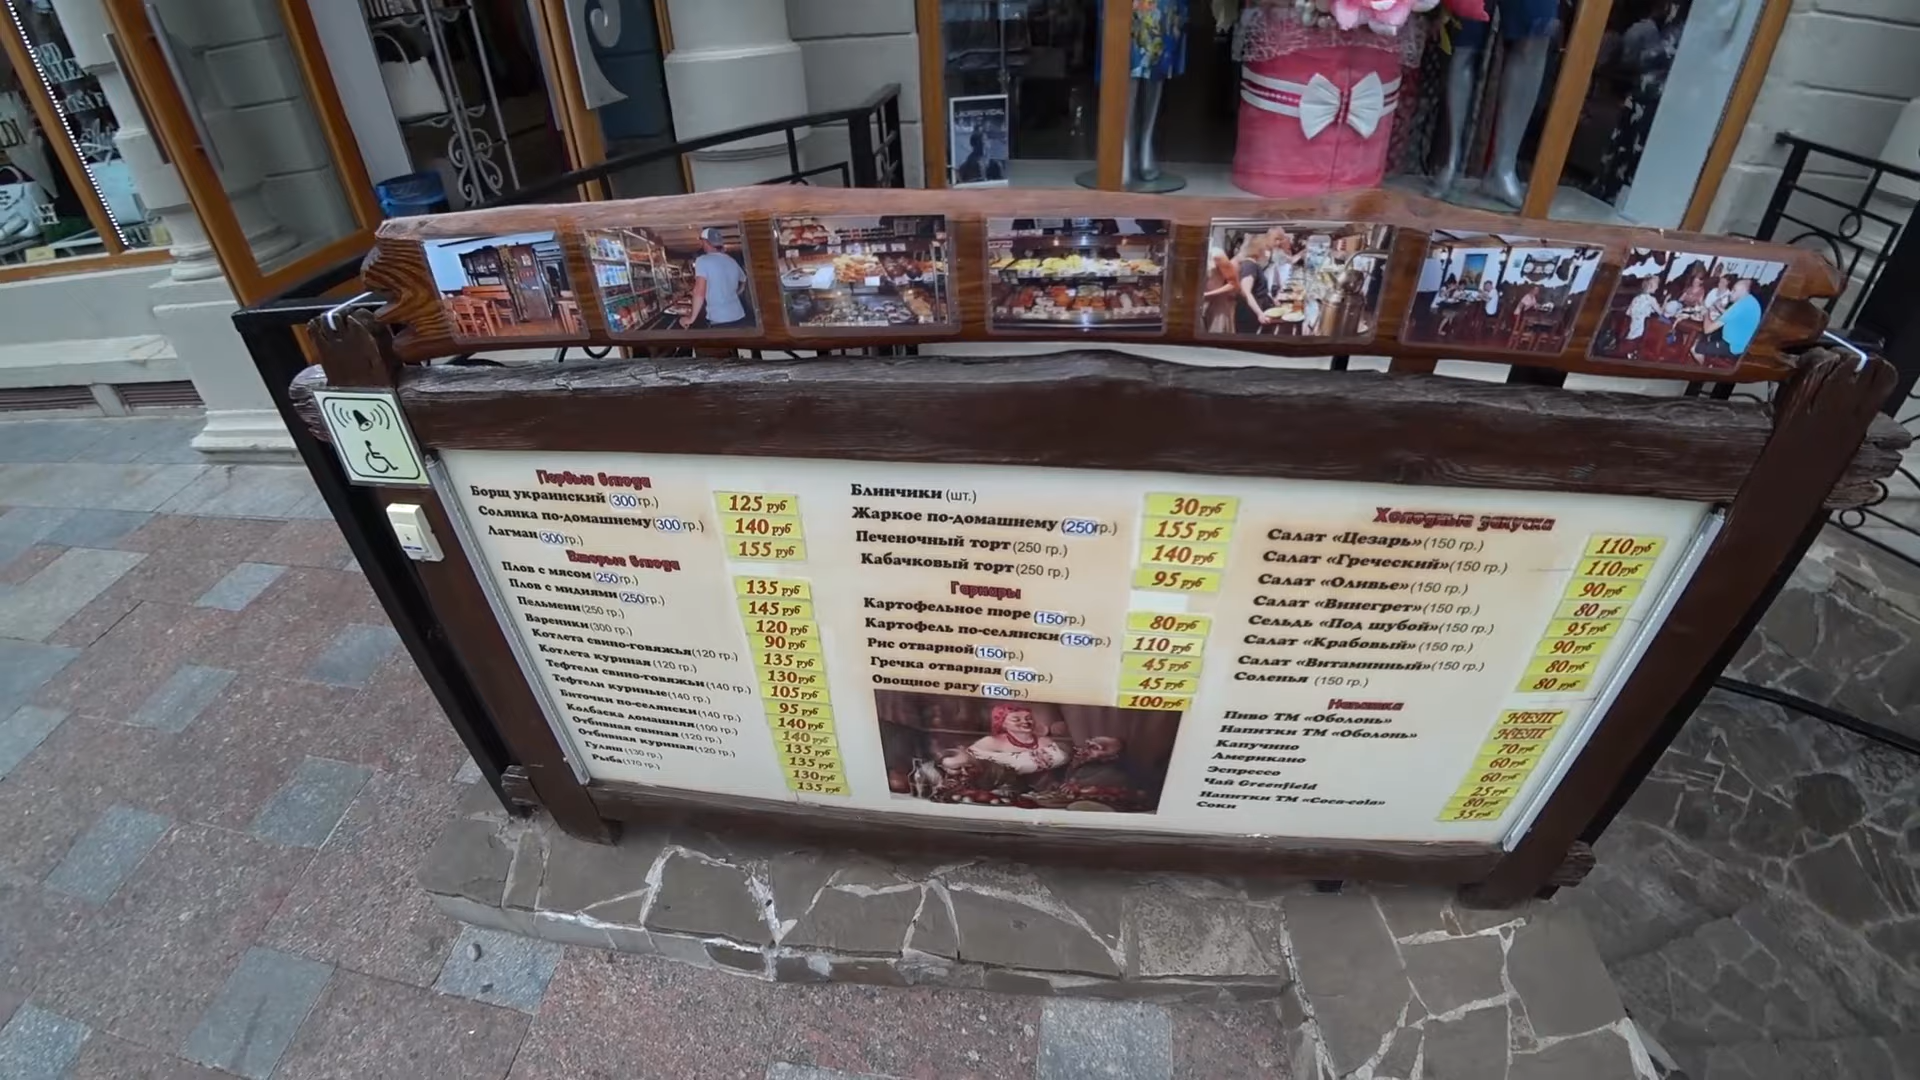 Первые блюда
Борщ украинский (300 гр.) 125 руб
Солянка по-домашнему (300 гр.) 140 руб
Лагман (300 гр.) 155 руб
Вторые блюда
Плов с мясом (250 гр.) 135 руб
Плов с мидиями (250 гр.) 145 руб
Пельмени (250 гр.) 120 руб
Вареники (300 гр.) 90 руб
Котлета свино-говяжья (120 гр.) 135 руб
Котлета куриная (120 гр.) 130 руб
Тефтели свино-говяжьи (140 гр.) 105 руб
Тефтели куриные (140 гр.) 95 руб
Биточки по-селянски (140 гр.) 140 руб
Колбаска домашняя (100 гр.) 140 руб
Отбивная свиная (120 гр.) 135 руб
Отбивная куриная (120 гр.) 135 руб
Гуляш (130 гр.) 130 руб
Рыба (170 гр.) 135 руб
Блинчики (шт.) 30 руб
Жаркое по-домашнему (250 гр.) 155 руб
Печеночный торт (250 гр.) 140 руб
Кабачковый торт (250 гр.) 95 руб
Гарниры
Картофельное пюре (150 гр.) 80 руб
Картофель по-селянски (150 гр.) 110 руб
Рис отварной (150 гр.) 45 руб
Гречка отварная (150 гр.) 45 руб
Овощное рагу (150 гр.) 100 руб
Холодные закуски
Салат «Цезарь» (150 гр.) 110 руб
Салат «Греческий» (150 гр.) 110 руб
Салат «Оливье» (150 гр.) 90 руб
Салат «Винегрет» (150 гр.) 80 руб
Сельдь «Под шубой» (150 гр.) 95 руб
Салат «Крабовый» (150 гр.) 90 руб
Салат «Витаминный» (150 гр.) 80 руб
Соленья (150 гр.) 80 руб
Напитки
Пиво ТМ «Оболонь» НЕТ
Напитки ТМ «Оболонь» НЕТ
Капучино 70 руб
Американо 60 руб
Эспрессо 60 руб
Чай Greenfield 25 руб
Напитки ТМ «Coca-cola» 80 руб
Соки 35 руб